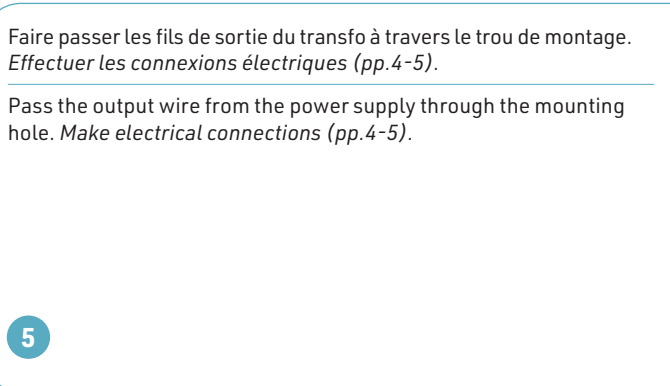 Faire passer les fils de sortie du transfo à travers le trou de montage.
Effectuer les connexions électriques (pp.4-5).
Pass the output wire from the power supply through the mounting
hole. Make electrical connections (pp.4-5).
5